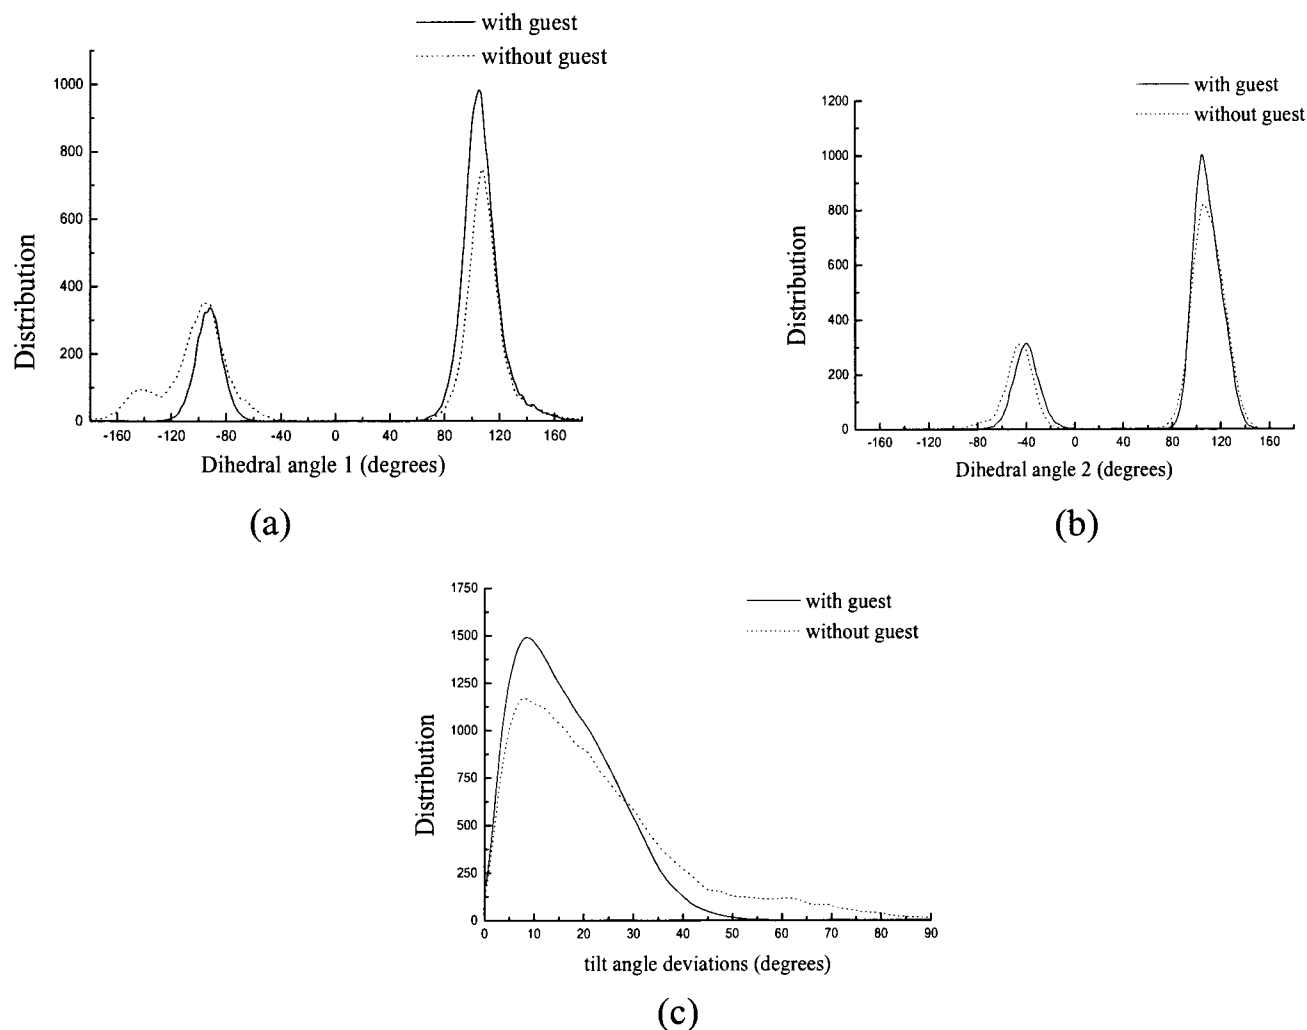 with guest
without guest
1000
800
600
400
200
0
-160 -120 -80 -40 0 40 80 120 160
Distribution
Dihedral angle 1 (degrees)
(a)
with guest
without guest
1200
1000
800
600
400
200
0
-160 -120 -80 -40 0 40 80 120 160
Distribution
Dihedral angle 2 (degrees)
(b)
with guest
without guest
1750
1500
1250
1000
750
500
250
0
0 10 20 30 40 50 60 70 80 90
Distribution
tilt angle deviations (degrees)
(c)